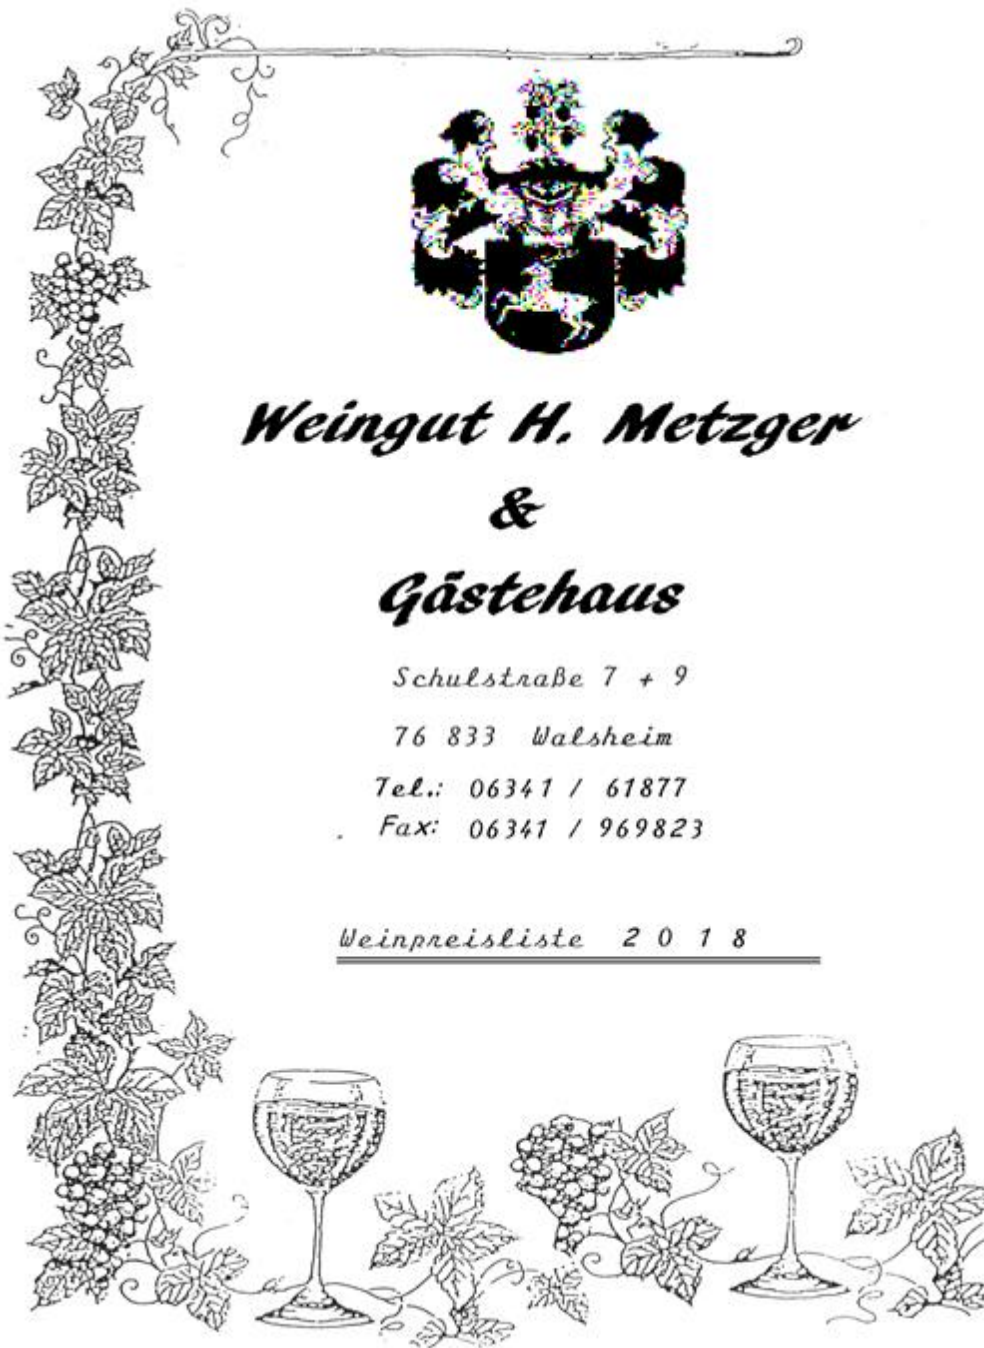 Weingut H. Metzger
&
Gästehaus
Schulstraße 7 + 9
76 833 Walsheim
Tel.: 06341 / 61877
Fax: 06341 / 969823
Weinpreisliste 2 0 1 8